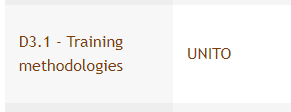 D3.1 - Training
methodologies
UNITO